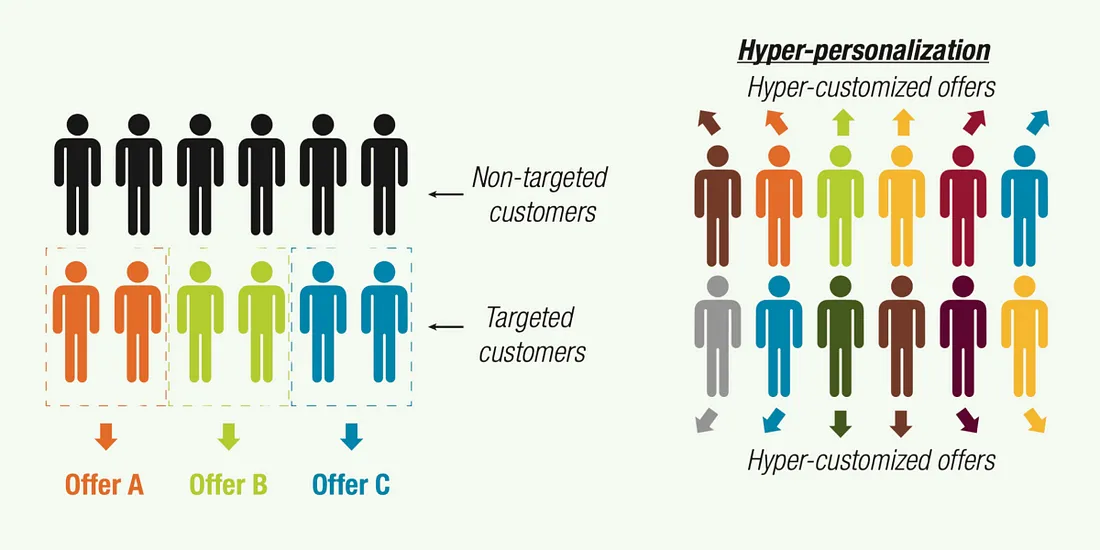 Non-targeted
customers
Targeted
customers
Offer A
Offer B
Offer C
Hyper-personalization
Hyper-customized offers
Hyper-customized offers